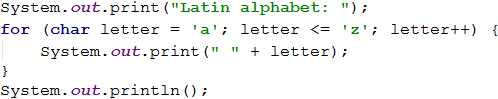 System.out.print("Latin alphabet: ");
for (char letter = 'a'; letter <= 'z'; letter++) {
    System.out.print(" " + letter);
}
System.out.println();